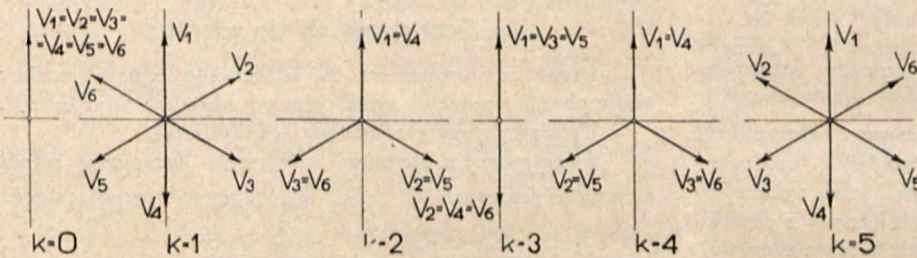 V₁=V₂=V₃=
=V₄=V₅=V₆
k=0
V₁
V₂
V₆
V₅
V₃
V₄
k=1
V₁=V₄
V₃=V₆
V₂=V₅
k=2
V₁=V₃=V₅
V₂=V₄=V₆
k=3
V₁=V₄
V₂=V₅
V₃=V₆
k=4
V₁
V₂
V₆
V₃
V₅
V₄
k=5